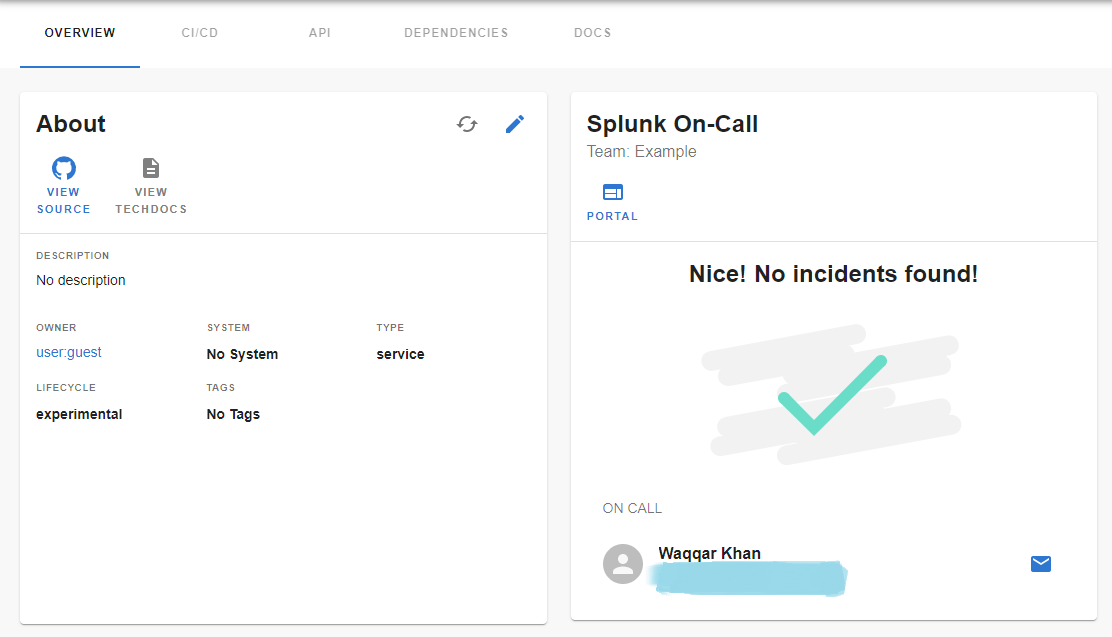 OVERVIEW
CI/CD
API
DEPENDENCIES
DOCS
About
VIEW
SOURCE
VIEW
TECHDOCS
DESCRIPTION
No description
OWNER
SYSTEM
TYPE
user:guest
No System
service
LIFECYCLE
TAGS
experimental
No Tags
Splunk On-Call
Team: Example
PORTAL
Nice! No incidents found!
ON CALL
Waqqar Khan